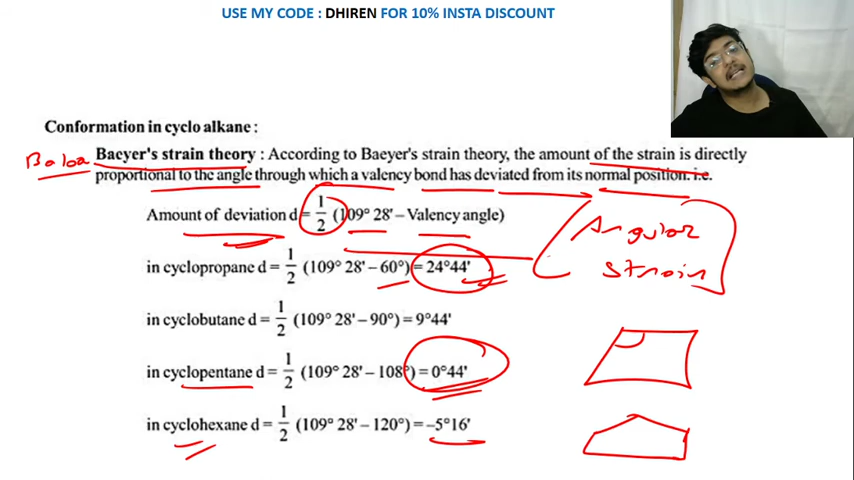 USE MY CODE : DHIREN FOR 10% INSTA DISCOUNT
Conformation in cyclo alkane :
Baeyer's strain theory : According to Baeyer's strain theory, the amount of the strain is directly
proportional to the angle through which a valency bond has deviated from its normal position. i.e.
Amount of deviation d = 1/2 (109° 28' – Valency angle)
Angular
strain
in cyclopropane d = 1/2 (109° 28' – 60°) = 24°44'
in cyclobutane d = 1/2 (109° 28' – 90°) = 9°44'
in cyclopentane d = 1/2 (109° 28' – 108°) = 0°44'
in cyclohexane d = 1/2 (109° 28' – 120°) = –5°16'